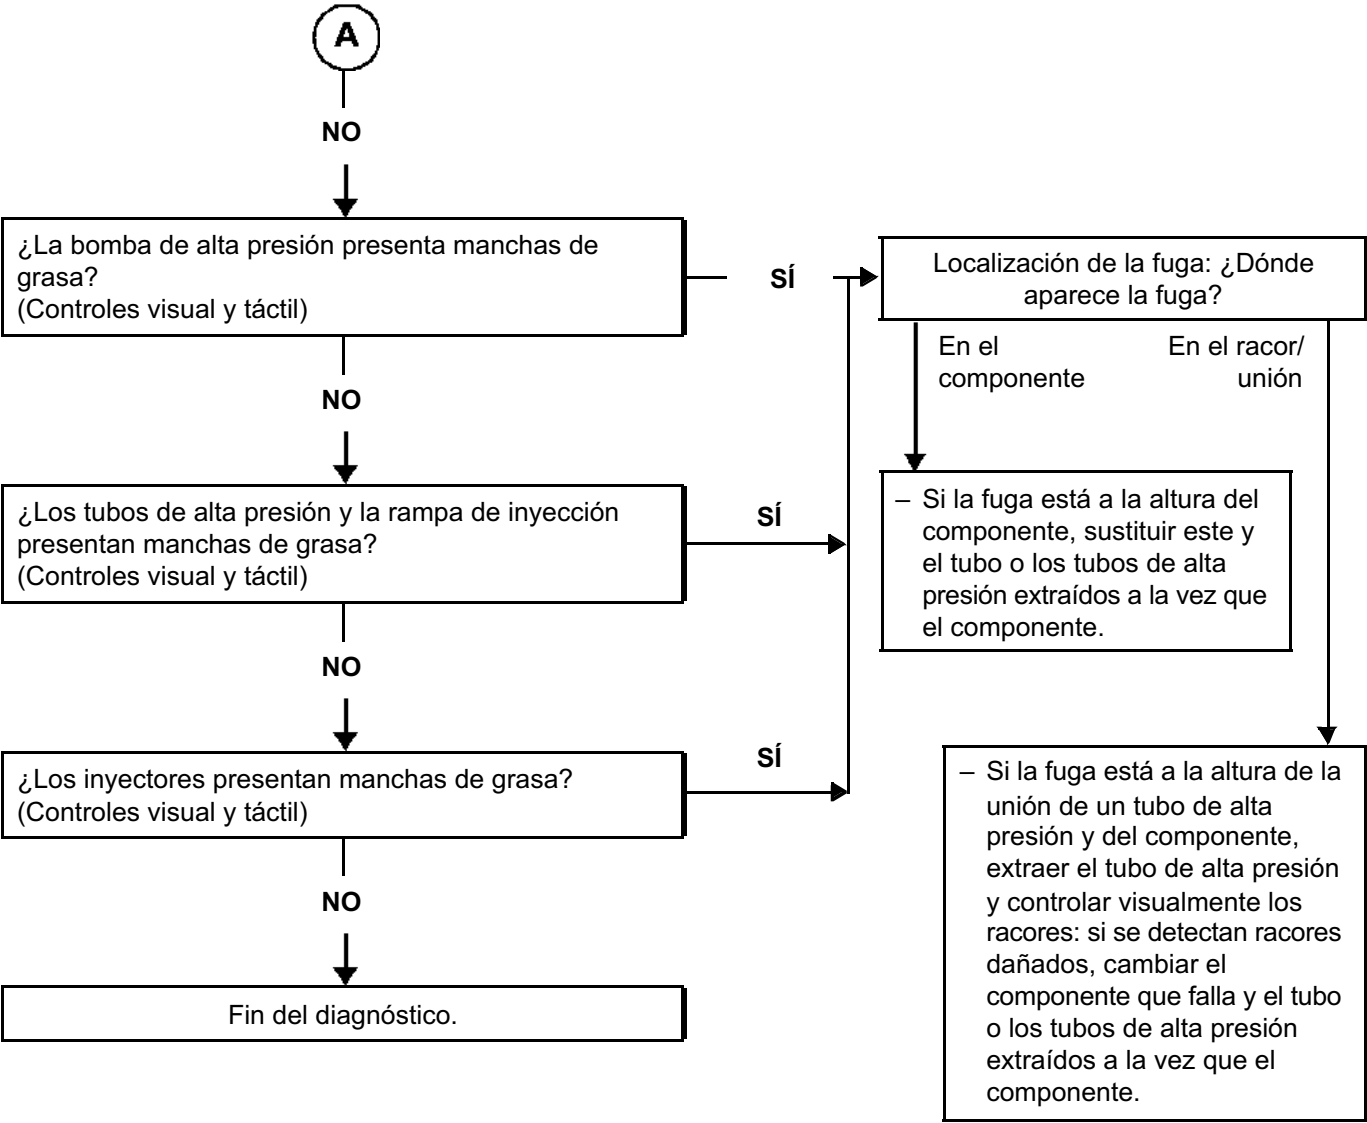 A
NO
¿La bomba de alta presión presenta manchas de
grasa?
(Controles visual y táctil)
SÍ
Localización de la fuga: ¿Dónde
aparece la fuga?
En el
componente
En el racor/
unión
NO
¿Los tubos de alta presión y la rampa de inyección
presentan manchas de grasa?
(Controles visual y táctil)
SÍ
– Si la fuga está a la altura del
componente, sustituir este y
el tubo o los tubos de alta
presión extraídos a la vez que
el componente.
NO
¿Los inyectores presentan manchas de grasa?
(Controles visual y táctil)
SÍ
– Si la fuga está a la altura de la
unión de un tubo de alta
presión y del componente,
extraer el tubo de alta presión
y controlar visualmente los
racores: si se detectan racores
dañados, cambiar el
componente que falla y el tubo
o los tubos de alta presión
extraídos a la vez que el
componente.
NO
Fin del diagnóstico.